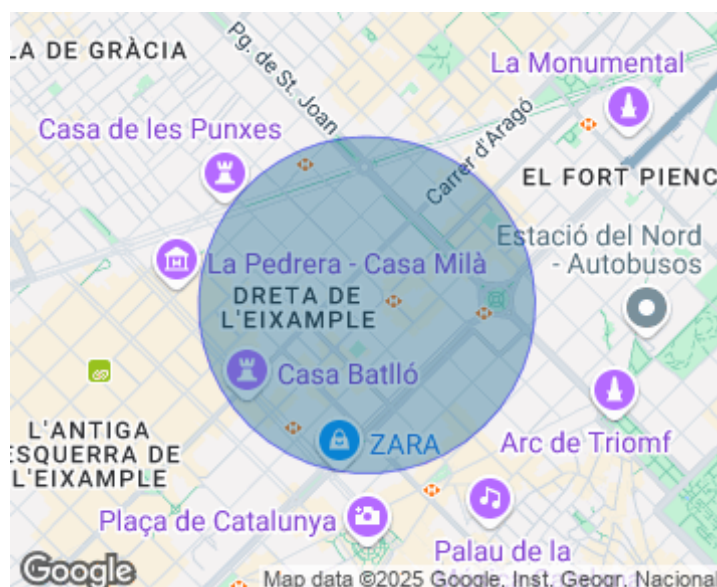 LA DE GRÀCIA
Pg. de St. Joan
La Monumental
Casa de les Punxes
Carrer d'Aragó
EL FORT PIENC
Estació del Nord
- Autobusos
La Pedrera - Casa Milà
DRETA DE
L'EIXAMPLE
Casa Batlló
L'ANTIGA
ESQUERRA DE
L'EIXAMPLE
ZARA
Arc de Triomf
Plaça de Catalunya
Palau de la
Google
Map data ©2025 Google, Inst. Geogr. Nacional